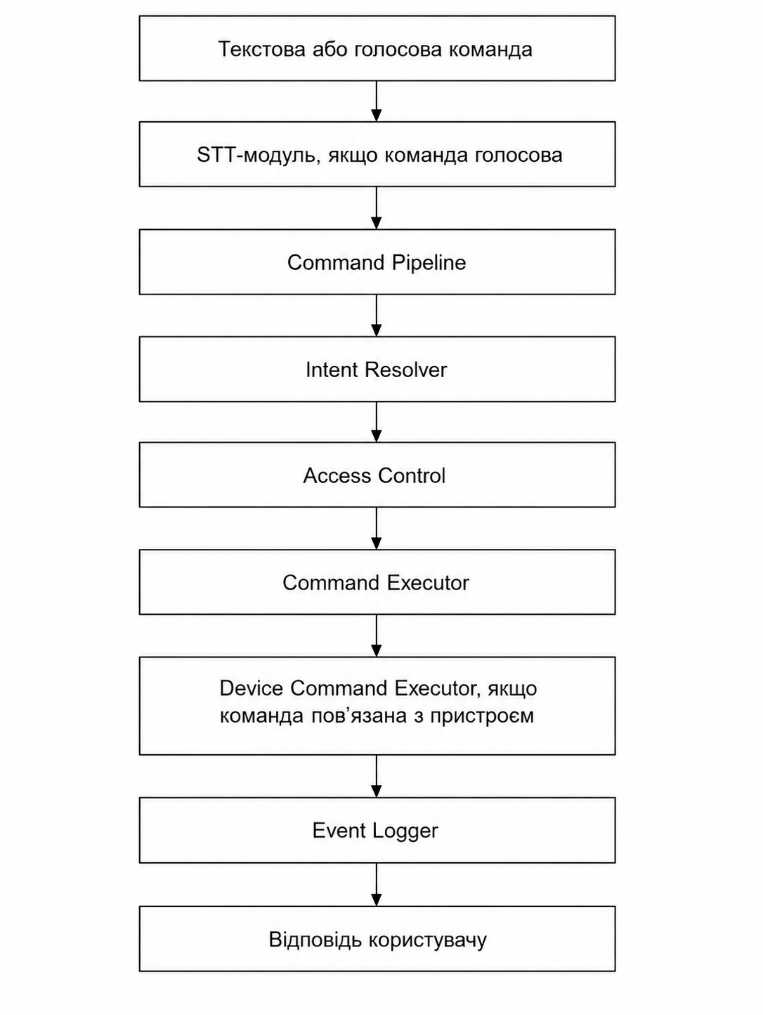 Текстова або голосова команда
STT-модуль, якщо команда голосова
Command Pipeline
Intent Resolver
Access Control
Command Executor
Device Command Executor, якщо
команда пов’язана з пристроєм
Event Logger
Відповідь користувачу